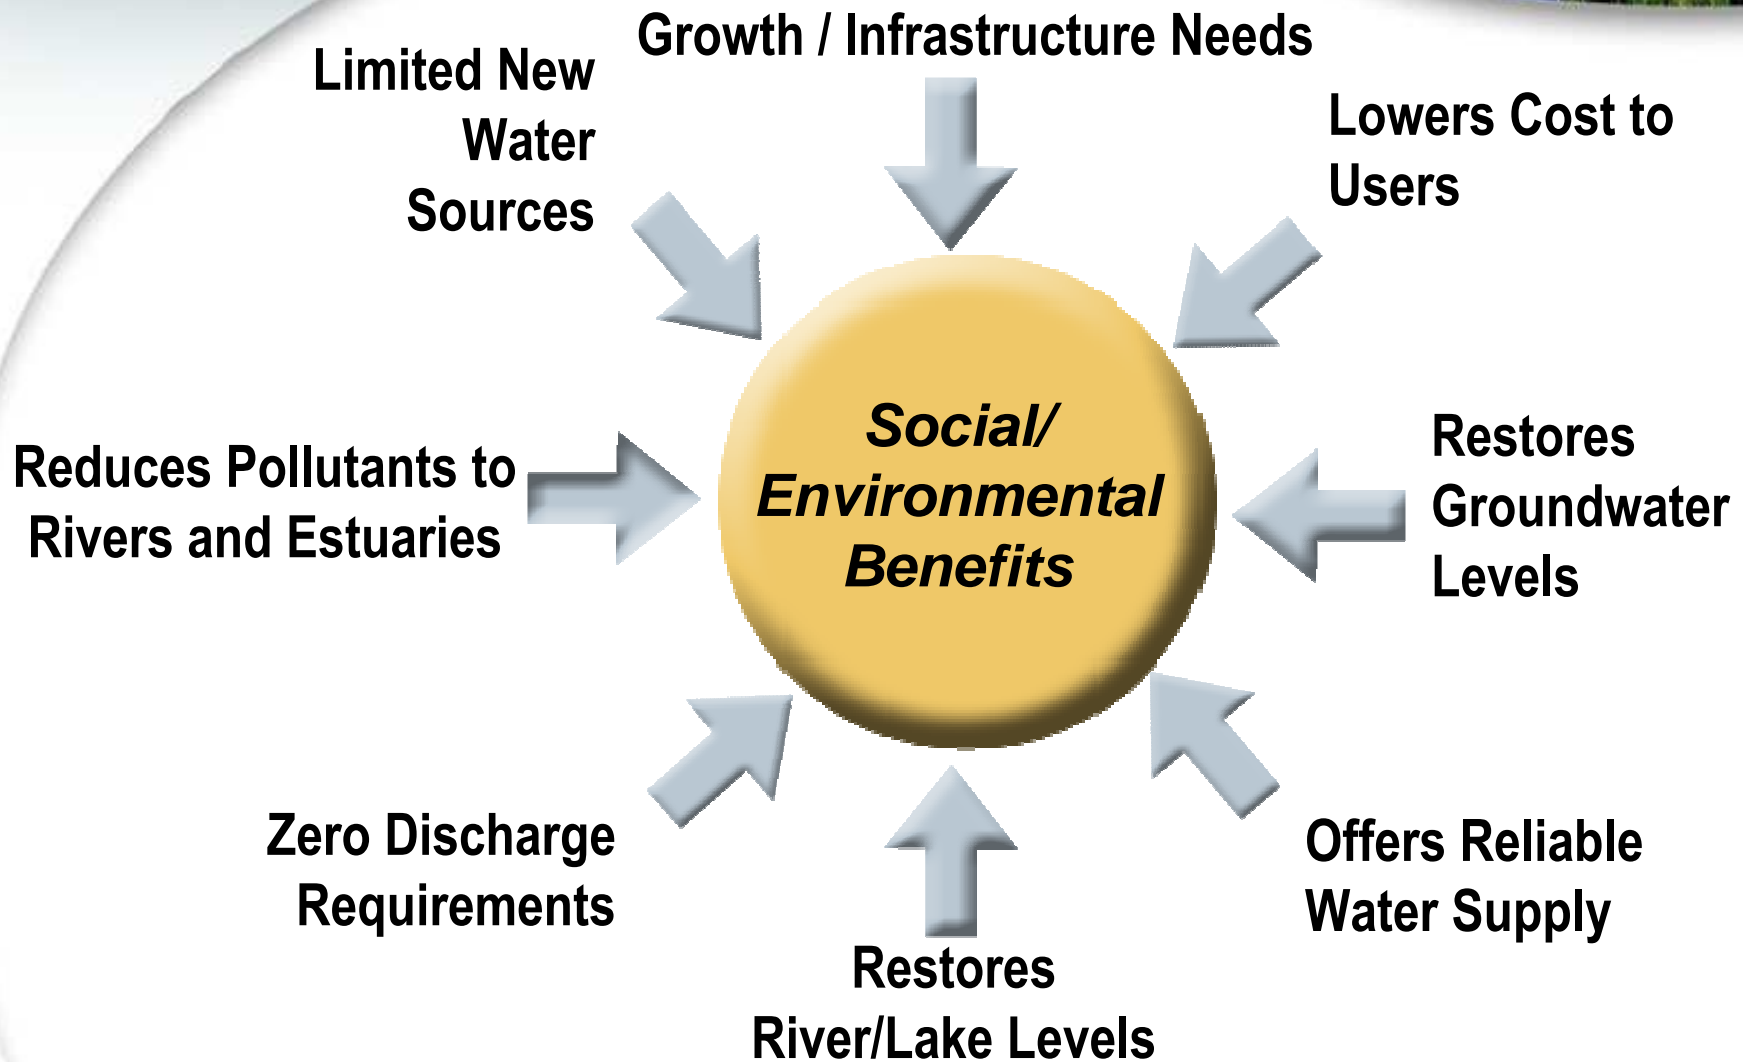 Growth / Infrastructure Needs
Limited New
Water
Sources
Lowers Cost to
Users
Reduces Pollutants to
Rivers and Estuaries
Social/
Environmental
Benefits
Restores
Groundwater
Levels
Zero Discharge
Requirements
Offers Reliable
Water Supply
Restores
River/Lake Levels